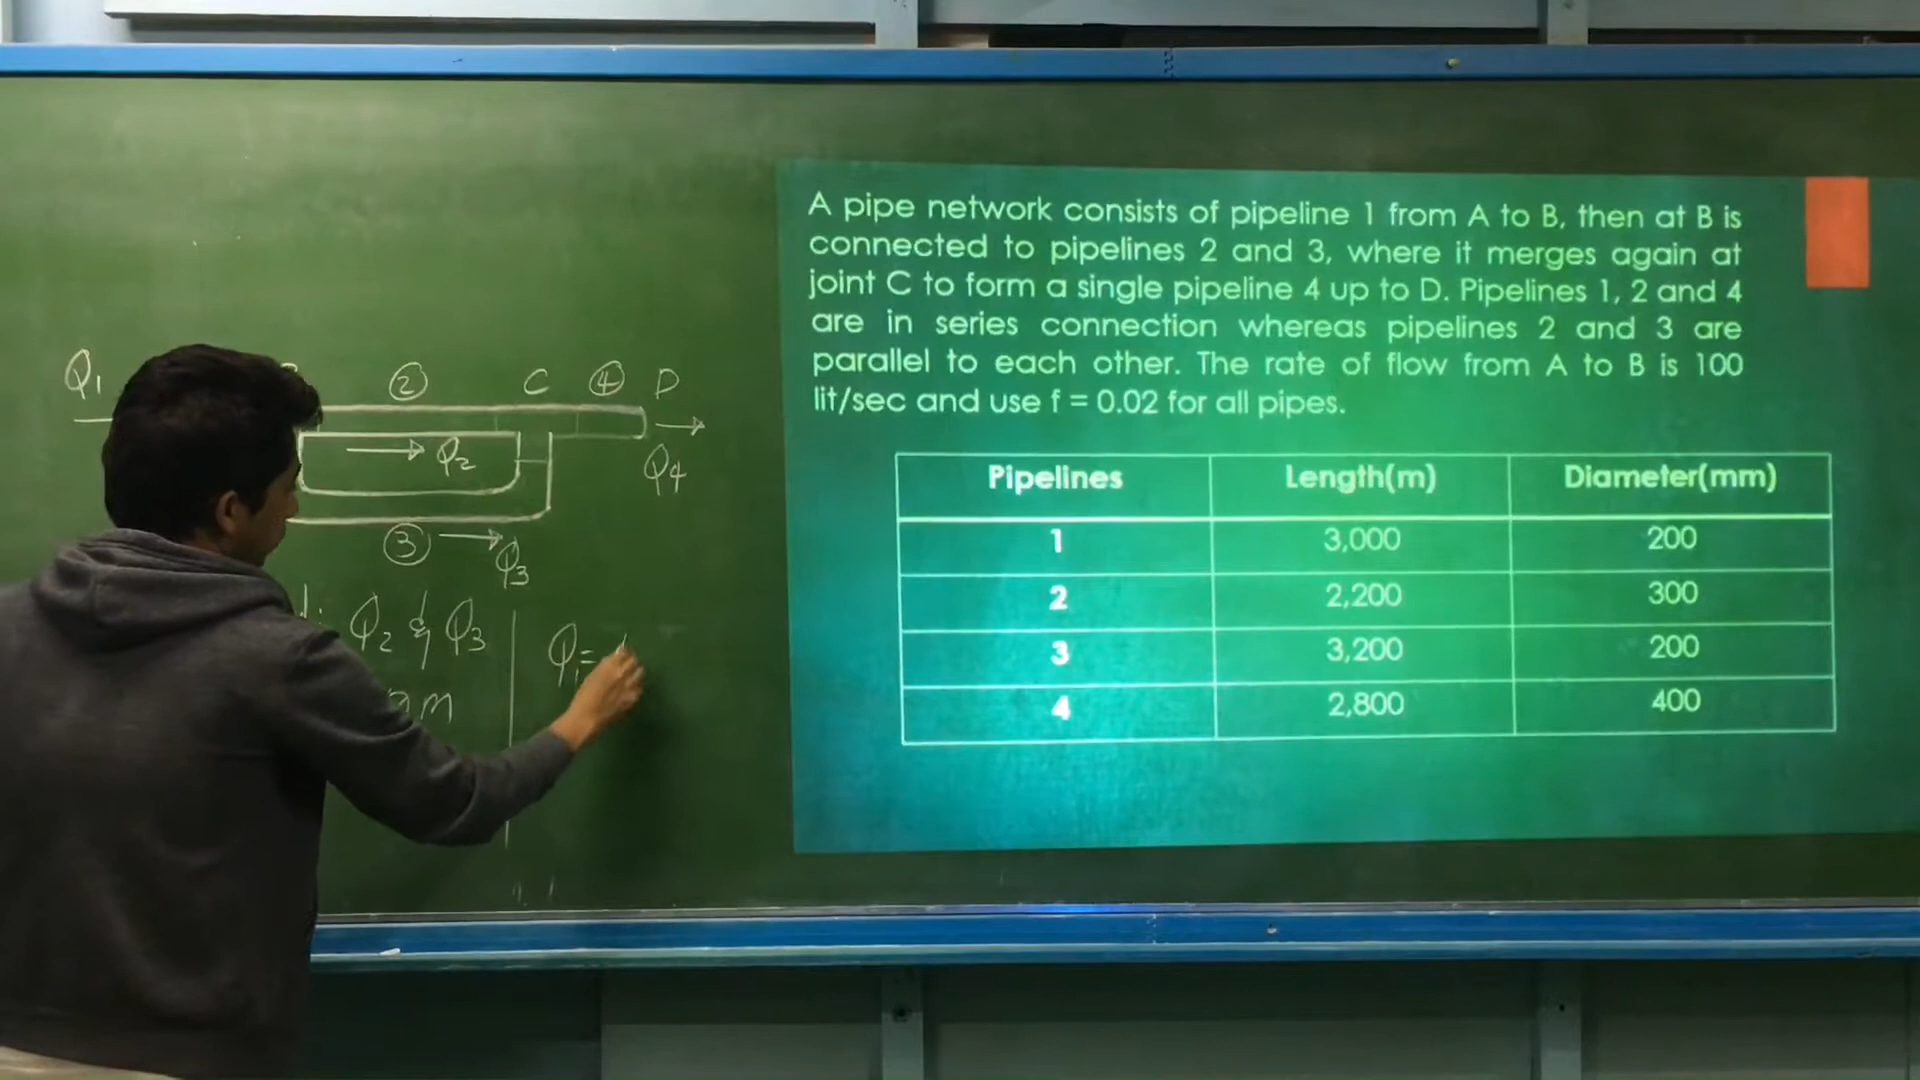 A pipe network consists of pipeline 1 from A to B, then at B is
connected to pipelines 2 and 3, where it merges again at
joint C to form a single pipeline 4 up to D. Pipelines 1, 2 and 4
are in series connection whereas pipelines 2 and 3 are
parallel to each other. The rate of flow from A to B is 100
lit/sec and use f = 0.02 for all pipes.
Pipelines Length(m) Diameter(mm)
1 3,000 200
2 2,200 300
3 3,200 200
4 2,800 400
Q₁ ② C ④ D
Q₂ Q₄
③ Q₃
Q₂ & Q₃
Q₁ =
m